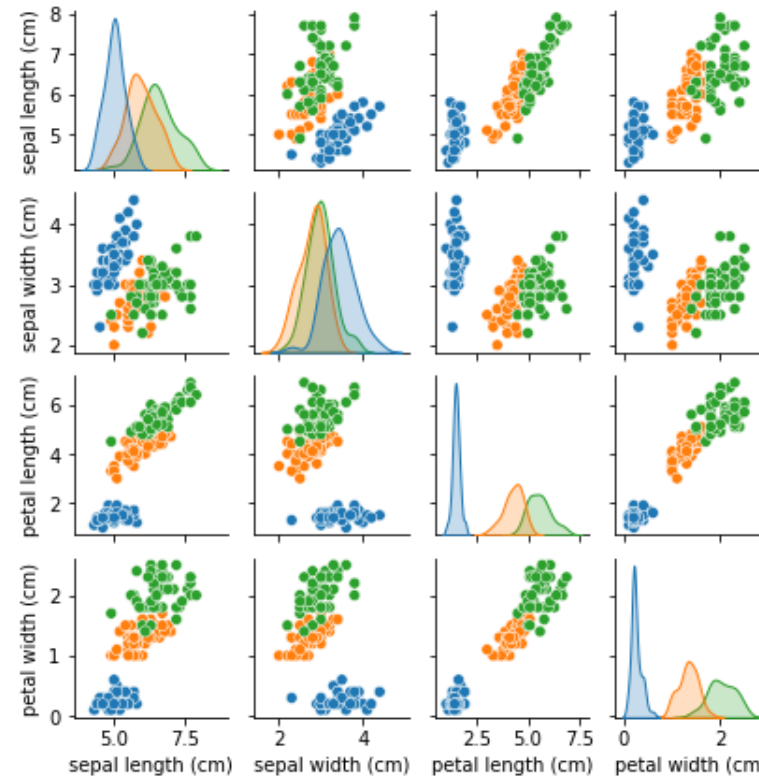 8
7
6
5
sepal length (cm)
4
3
2
sepal width (cm)
6
4
2
petal length (cm)
2
1
0
petal width (cm)
5.0 7.5
sepal length (cm)
2 4
sepal width (cm)
2.5 5.0 7.5
petal length (cm)
0 2
petal width (cm)